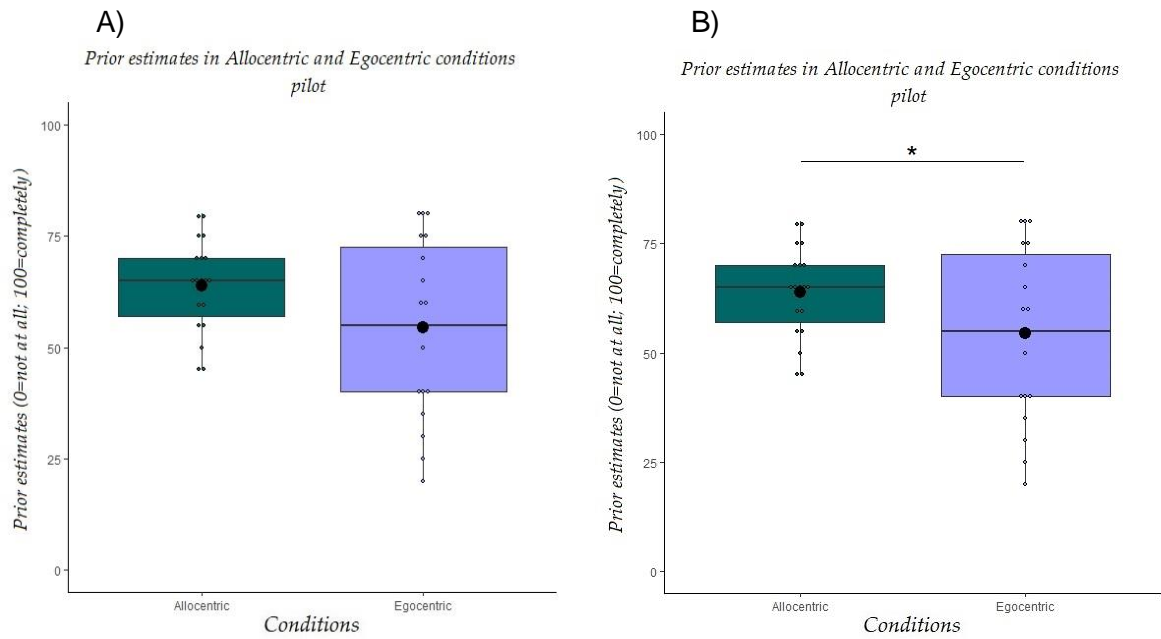 A)
Prior estimates in Allocentric and Egocentric conditions
pilot
Prior estimates (0=not at all; 100=completely)
100
75
50
25
0
Allocentric
Egocentric
Conditions
B)
Prior estimates in Allocentric and Egocentric conditions
pilot
Prior estimates (0=not at all; 100=completely)
100
75
50
25
0
*
Allocentric
Egocentric
Conditions